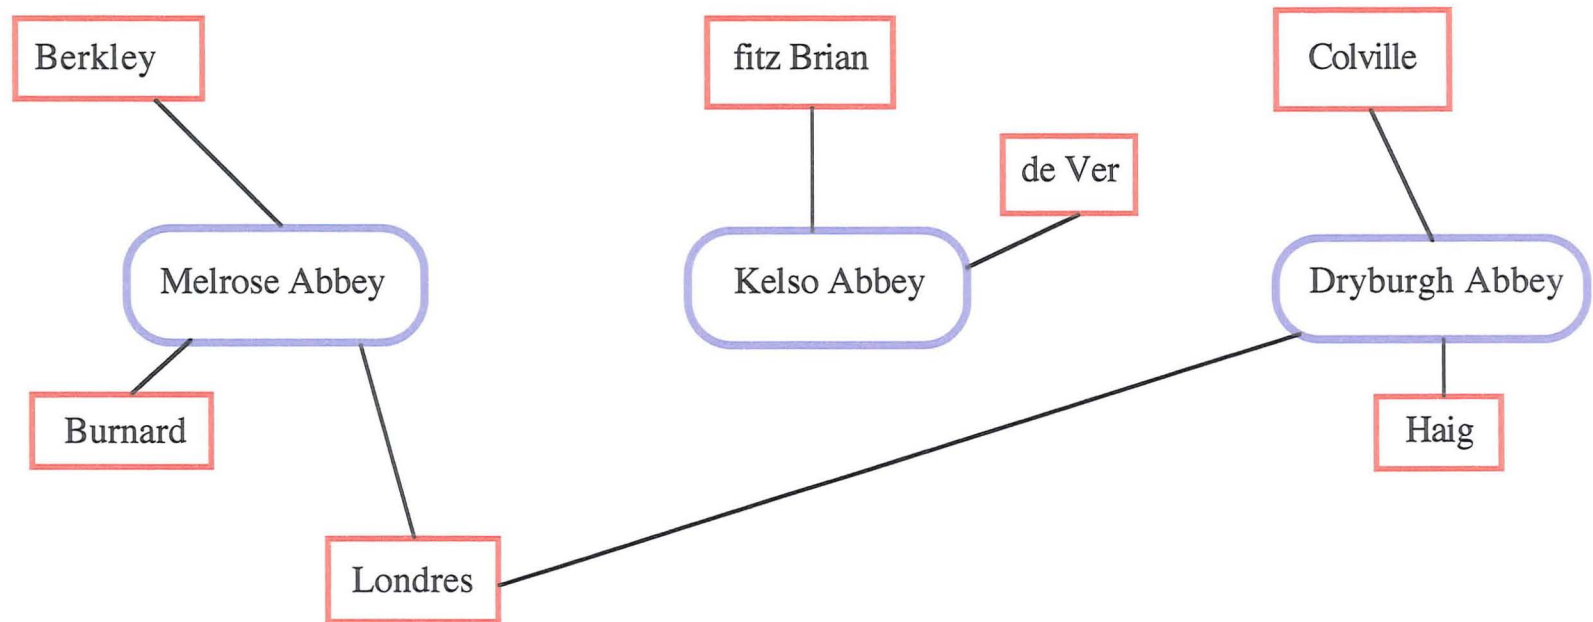 Berkley
fitz Brian
Colville
de Ver
Melrose Abbey
Kelso Abbey
Dryburgh Abbey
Burnard
Haig
Londres